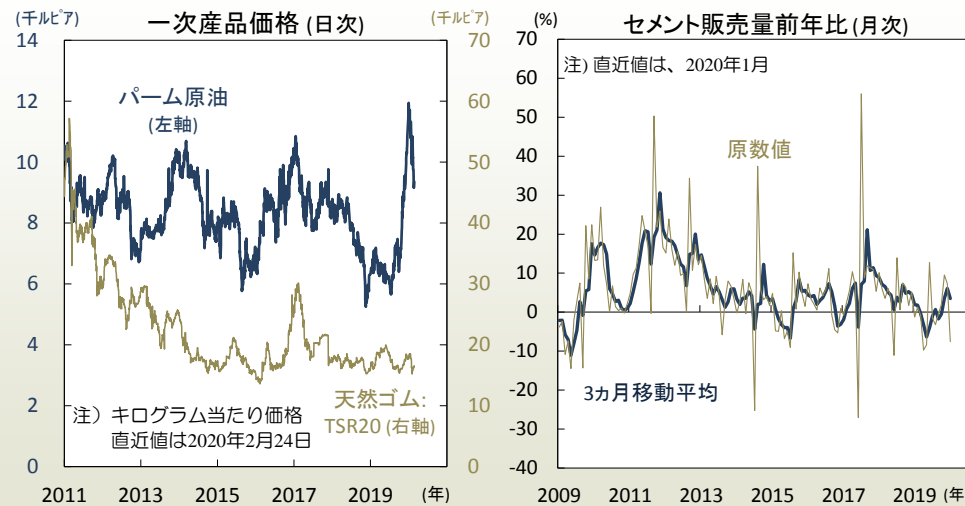 一次産品価格 (日次)
(千ルピア)
(千ルピア)
14
12
10
8
6
4
2
0
70
60
50
40
30
20
10
0
パーム原油
(左軸)
天然ゴム:
TSR20 (右軸)
注）キログラム当たり価格
直近値は2020年2月24日
2011 2013 2015 2017 2019 (年)
セメント販売量前年比 (月次)
(%)
70
60
50
40
30
20
10
0
-10
-20
-30
-40
注) 直近値は、2020年1月
原数値
3ヵ月移動平均
2009 2011 2013 2015 2017 2019 (年